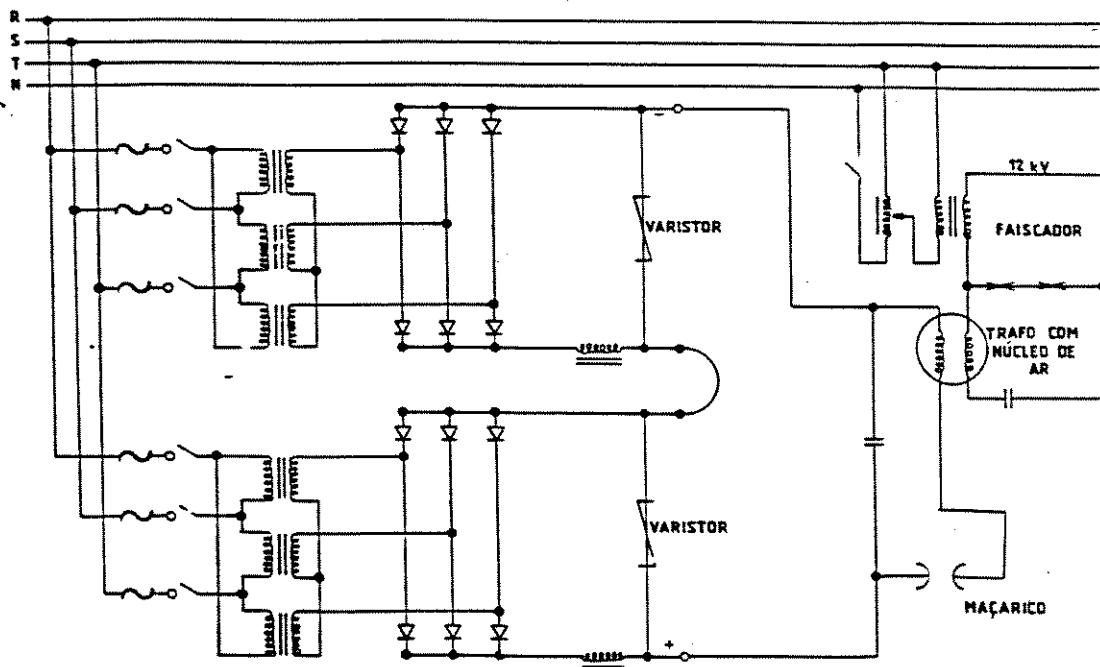 R
S
T
N
-
12 kV
VARISTOR
FAISCADOR
TRAFO COM
NÚCLEO DE
AR
VARISTOR
MAÇARICO
+